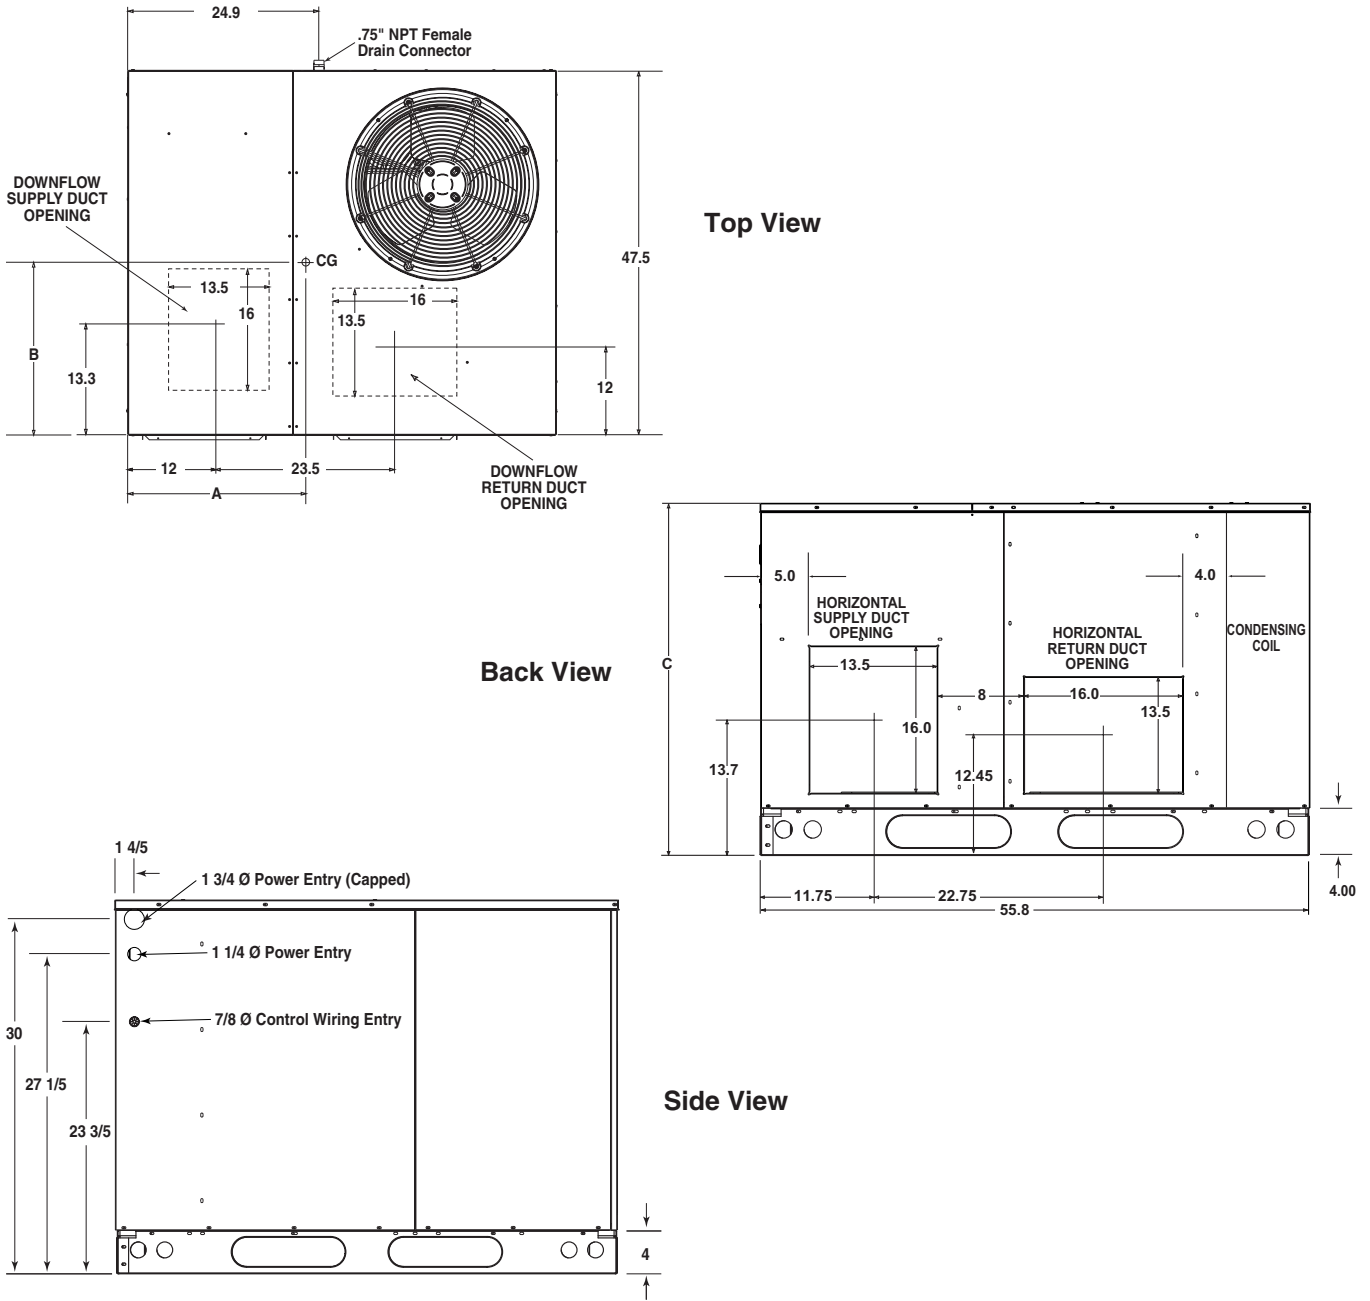 24.9
.75" NPT Female
Drain Connector
DOWNFLOW
SUPPLY DUCT
OPENING
CG
13.5
16
16
13.5
B
13.3
12
47.5
Top View
12
23.5
A
DOWNFLOW
RETURN DUCT
OPENING
5.0
4.0
HORIZONTAL
SUPPLY DUCT
OPENING
HORIZONTAL
RETURN DUCT
OPENING
CONDENSING
COIL
Back View
C
13.5
8
16.0
16.0
13.5
13.7
12.45
11.75
22.75
55.8
4.00
1 4/5
1 3/4 Ø Power Entry (Capped)
1 1/4 Ø Power Entry
7/8 Ø Control Wiring Entry
30
27 1/5
23 3/5
Side View
4